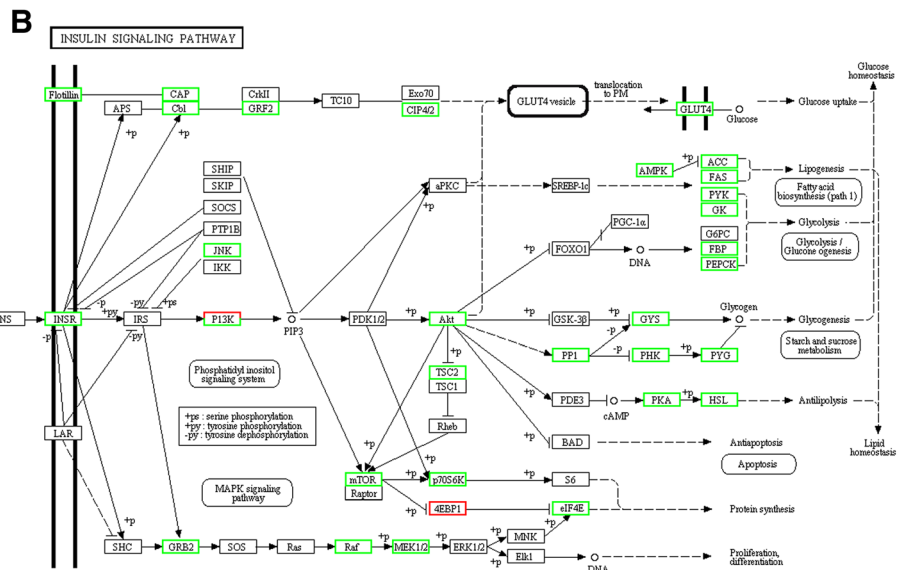 B
INSULIN SIGNALING PATHWAY
Flotillin
CAP
Cbl
APS
+p
+p
CrkII
GRF2
TC10
Exo70
CIP4/2
GLUT4 vesicle
translocation
to PM
GLUT4
Glucose
Glucose uptake
Glucose
homeostasis
SHIP
SKIP
SOCS
PTP1B
JNK
IKK
aPKC
+p
SREBP-1c
AMPK
+p
ACC
FAS
PYK
GK
G6PC
FBP
PEPCK
Lipogenesis
Fatty acid
biosynthesis (path 1)
Glycolysis
Glycolysis /
Glucone ogenesis
PGC-1α
FOXO1
+p
DNA
NS
INSR
-p
-p
+py
IRS
-py
+ps
-py
P13K
PIP3
PDK1/2
+p
Akt
+p
GSK-3β
+p
GYS
Glycogen
Glycogenesis
Starch and sucrose
metabolism
PP1
-p
-p
PHK
+p
PYG
+p
TSC2
TSC1
Rheb
+p
PDE3
cAMP
PKA
+p
HSL
Antilipolysis
+p
BAD
Antiapoptosis
Apoptosis
Lipid
homeostasis
Phosphatidyl inositol
signaling system
+ps : serine phosphorylation
+py : tyrosine phosphorylation
-py : tyrosine dephosphorylation
LAR
MAPK signaling
pathway
+p
+p
mTOR
Raptor
+p
p70S6K
+p
S6
+p
4EBP1
eIF4E
Protein synthesis
+p
SHC
GRB2
SOS
Ras
Raf
+p
MEK1/2
+p
ERK1/2
+p
+p
MNK
+p
Elk1
DNA
Proliferation,
differentiation